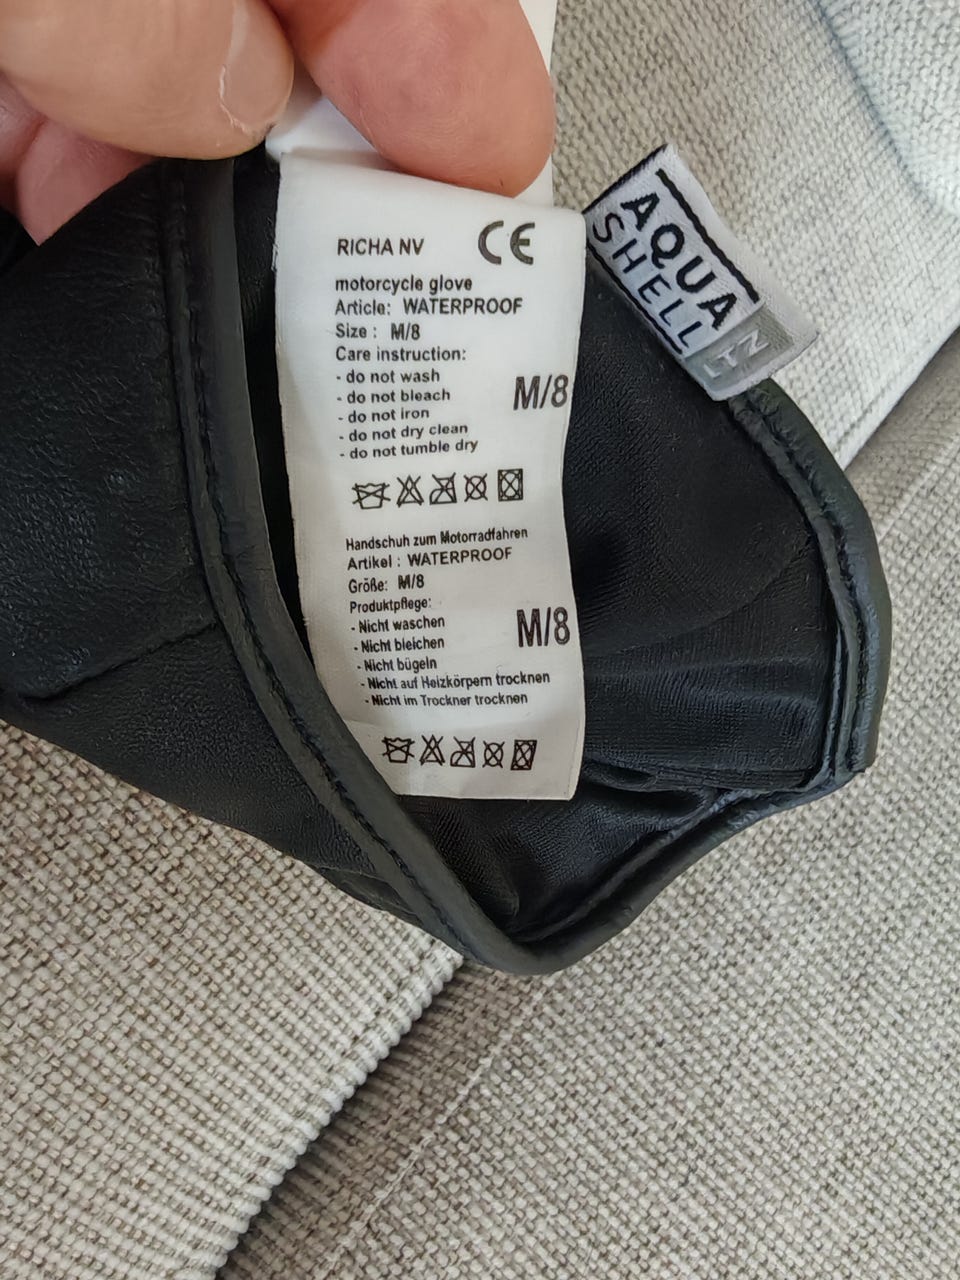 RICHA NV CE
motorcycle glove
Article: WATERPROOF
Size : M/8
Care instruction:
- do not wash
- do not bleach
- do not iron
- do not dry clean
- do not tumble dry
M/8
Handschuh zum Motorradfahren
Artikel : WATERPROOF
Größe: M/8
Produktpflege:
- Nicht waschen
- Nicht bleichen
- Nicht bügeln
- Nicht auf Heizkörpern trocknen
- Nicht im Trockner trocknen
M/8
AQUA
SHELL